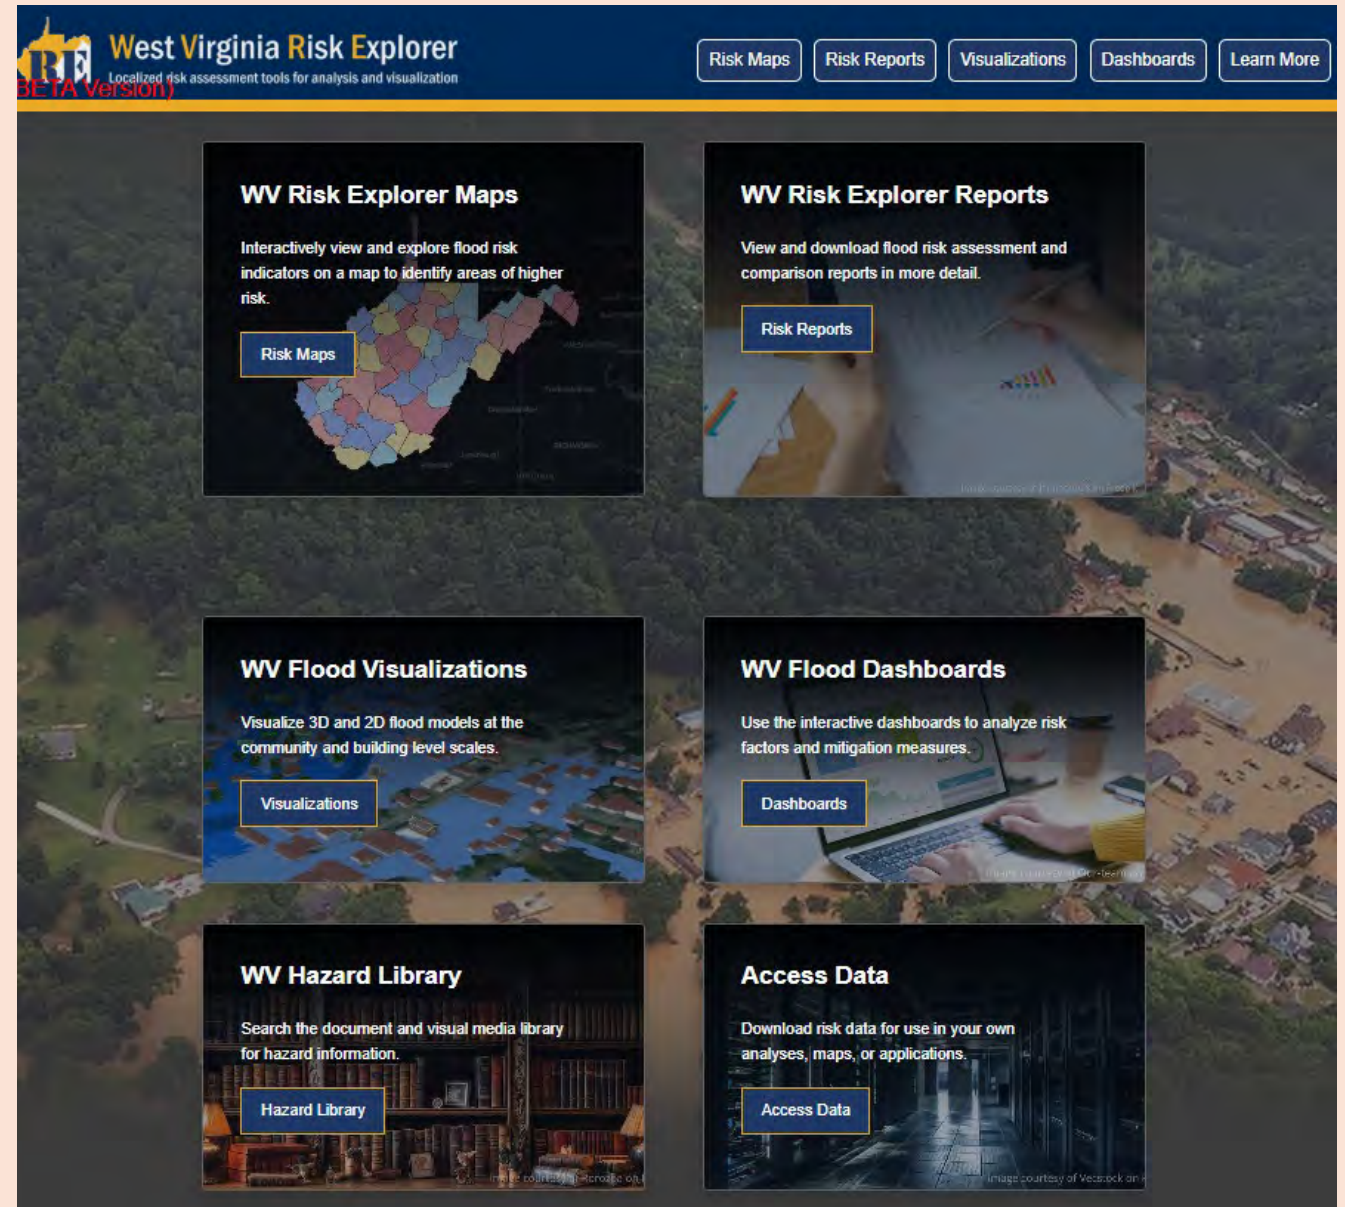 West Virginia Risk Explorer
Localized risk assessment tools for analysis and visualization
BETA Version)
Risk Maps
Risk Reports
Visualizations
Dashboards
Learn More
WV Risk Explorer Maps
Interactively view and explore flood risk
indicators on a map to identify areas of higher
risk.
Risk Maps
WV Risk Explorer Reports
View and download flood risk assessment and
comparison reports in more detail.
Risk Reports
WV Flood Visualizations
Visualize 3D and 2D flood models at the
community and building level scales.
Visualizations
WV Flood Dashboards
Use the interactive dashboards to analyze risk
factors and mitigation measures.
Dashboards
WV Hazard Library
Search the document and visual media library
for hazard information.
Hazard Library
Access Data
Download risk data for use in your own
analyses, maps, or applications.
Access Data
Image courtesy of Vecstock on